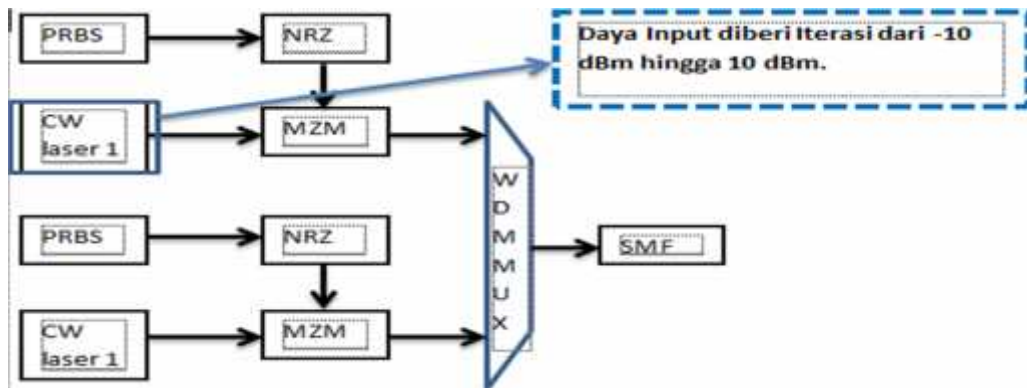 PRBS
NRZ
Daya Input diberi Iterasi dari -10
dBm hingga 10 dBm.
CW
laser 1
MZM
PRBS
NRZ
W
D
M
M
U
X
SMF
CW
laser 1
MZM